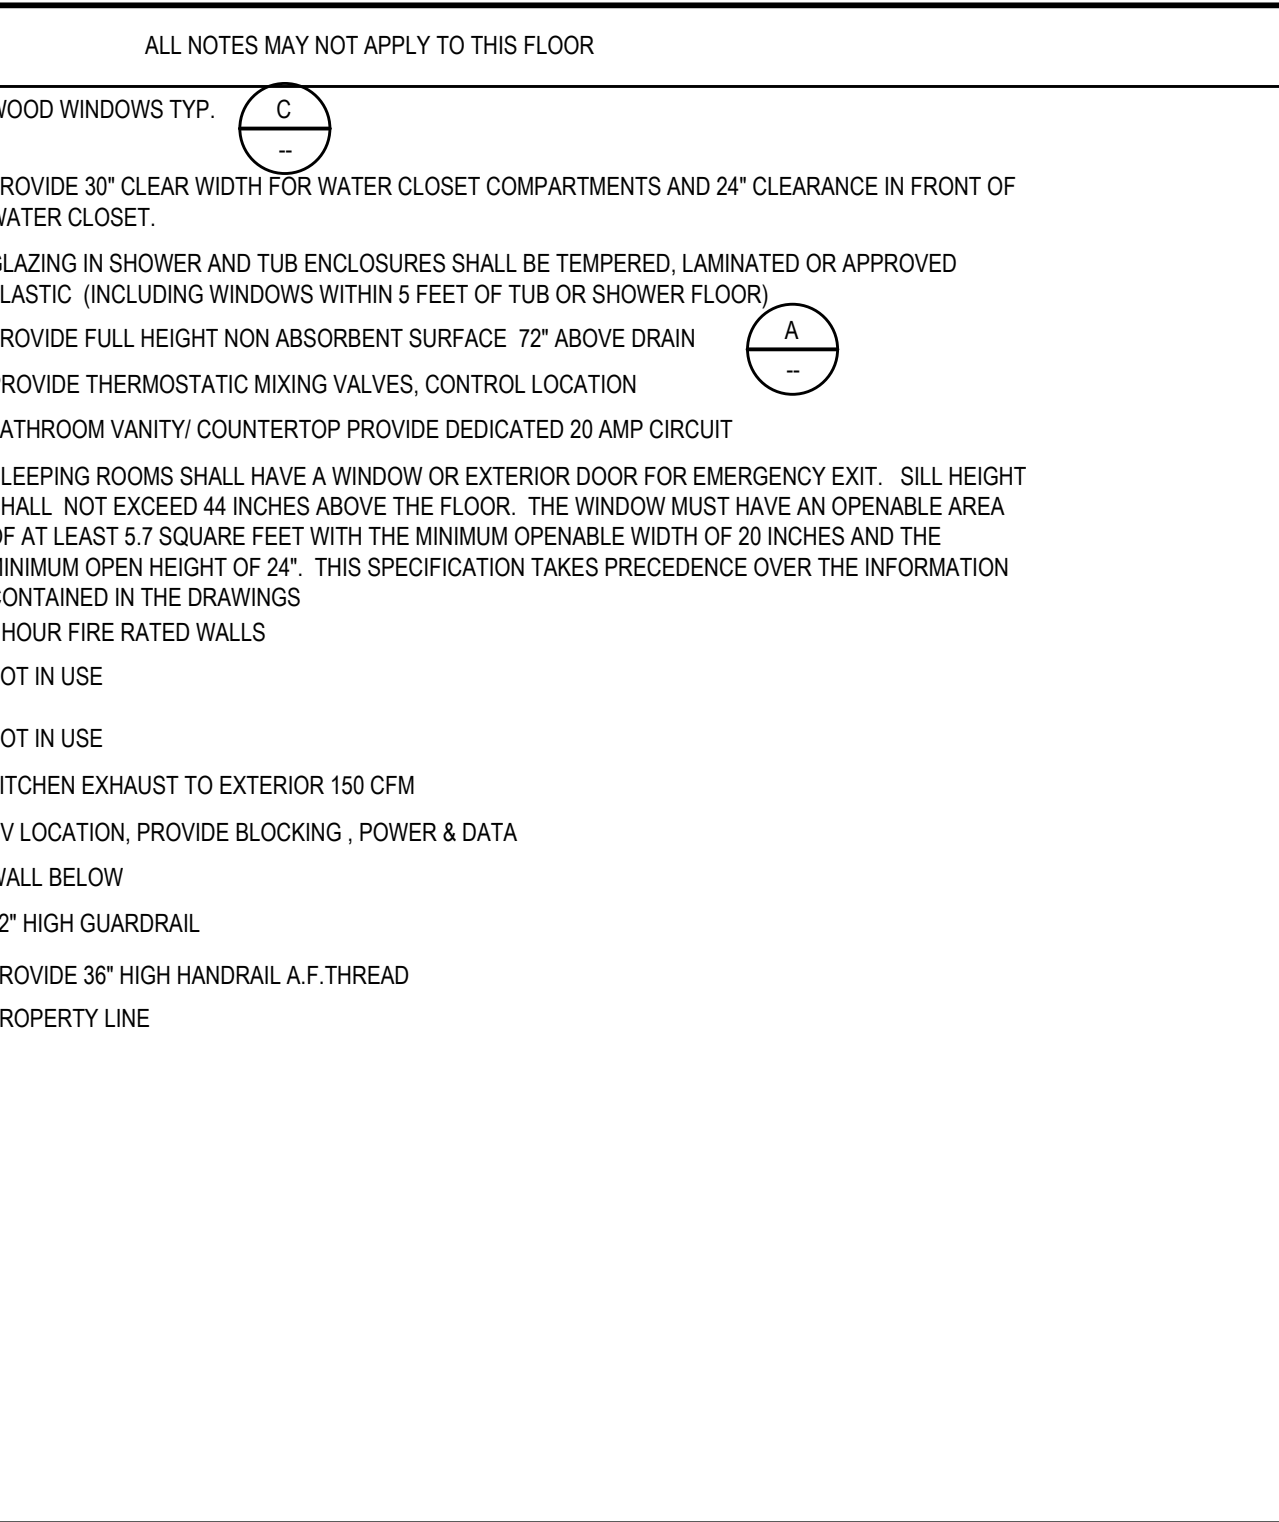 ALL NOTES MAY NOT APPLY TO THIS FLOOR
WOOD WINDOWS TYP.
C
--
ROVIDE 30" CLEAR WIDTH FOR WATER CLOSET COMPARTMENTS AND 24" CLEARANCE IN FRONT OF
WATER CLOSET.
GLAZING IN SHOWER AND TUB ENCLOSURES SHALL BE TEMPERED, LAMINATED OR APPROVED
LASTIC (INCLUDING WINDOWS WITHIN 5 FEET OF TUB OR SHOWER FLOOR)
ROVIDE FULL HEIGHT NON ABSORBENT SURFACE 72" ABOVE DRAIN
A
--
PROVIDE THERMOSTATIC MIXING VALVES, CONTROL LOCATION
ATHROOM VANITY/ COUNTERTOP PROVIDE DEDICATED 20 AMP CIRCUIT
LEEPING ROOMS SHALL HAVE A WINDOW OR EXTERIOR DOOR FOR EMERGENCY EXIT. SILL HEIGHT
HALL NOT EXCEED 44 INCHES ABOVE THE FLOOR. THE WINDOW MUST HAVE AN OPENABLE AREA
OF AT LEAST 5.7 SQUARE FEET WITH THE MINIMUM OPENABLE WIDTH OF 20 INCHES AND THE
MINIMUM OPEN HEIGHT OF 24". THIS SPECIFICATION TAKES PRECEDENCE OVER THE INFORMATION
CONTAINED IN THE DRAWINGS
HOUR FIRE RATED WALLS
OT IN USE
OT IN USE
ITCHEN EXHAUST TO EXTERIOR 150 CFM
V LOCATION, PROVIDE BLOCKING , POWER & DATA
WALL BELOW
2" HIGH GUARDRAIL
ROVIDE 36" HIGH HANDRAIL A.F.THREAD
ROPERTY LINE